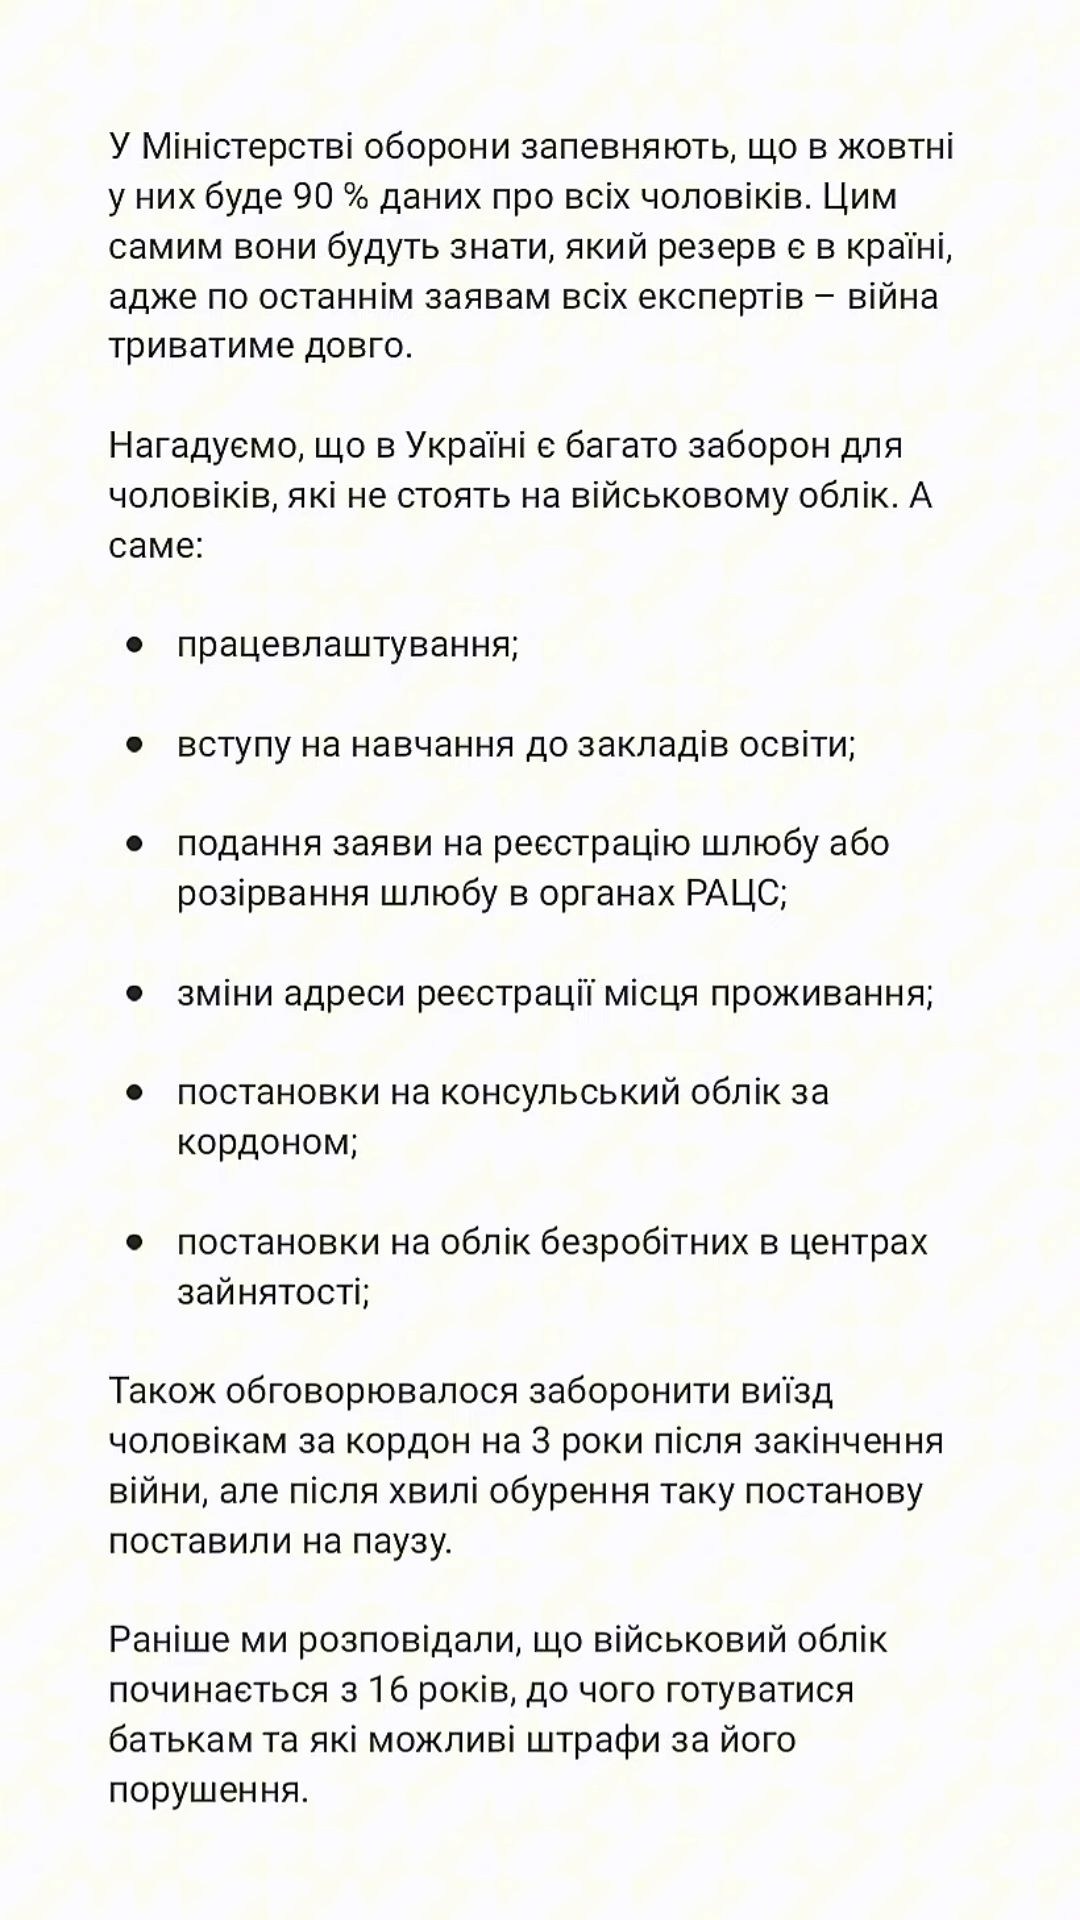 У Міністерстві оборони запевняють, що в жовтні
у них буде 90 % даних про всіх чоловіків. Цим
самим вони будуть знати, який резерв є в країні,
адже по останнім заявам всіх експертів – війна
триватиме довго.
Нагадуємо, що в Україні є багато заборон для
чоловіків, які не стоять на військовому облік. А
саме:
● працевлаштування;
● вступу на навчання до закладів освіти;
● подання заяви на реєстрацію шлюбу або
розірвання шлюбу в органах РАЦС;
● зміни адреси реєстрації місця проживання;
● постановки на консульський облік за
кордоном;
● постановки на облік безробітних в центрах
зайнятості;
Також обговорювалося заборонити виїзд
чоловікам за кордон на 3 роки після закінчення
війни, але після хвилі обурення таку постанову
поставили на паузу.
Раніше ми розповідали, що військовий облік
починається з 16 років, до чого готуватися
батькам та які можливі штрафи за його
порушення.